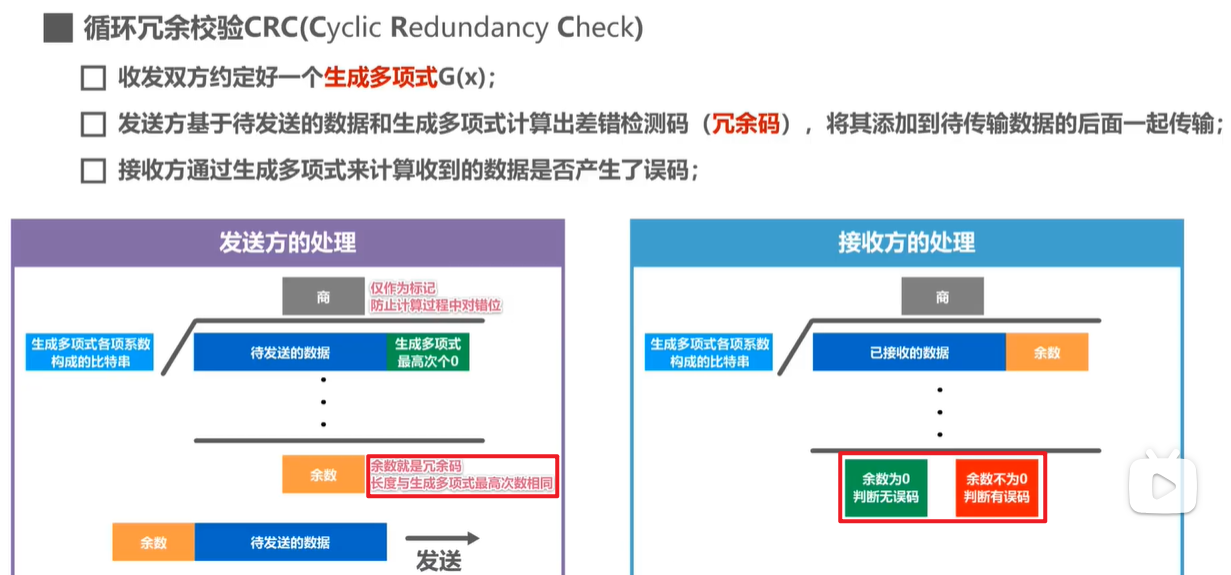 循环冗余校验CRC(Cyclic Redundancy Check)
收发双方约定好一个生成多项式G(x);
发送方基于待发送的数据和生成多项式计算出差错检测码（冗余码），将其添加到待传输数据的后面一起传输;
接收方通过生成多项式来计算收到的数据是否产生了误码;
发送方的处理
商
仅作为标记
防止计算过程中对错位
生成多项式各项系数
构成的比特串
待发送的数据
生成多项式
最高次个0
余数
余数就是冗余码
长度与生成多项式最高次数相同
余数
待发送的数据
发送
接收方的处理
商
生成多项式各项系数
构成的比特串
已接收的数据
余数
余数为0
判断无误码
余数不为0
判断有误码